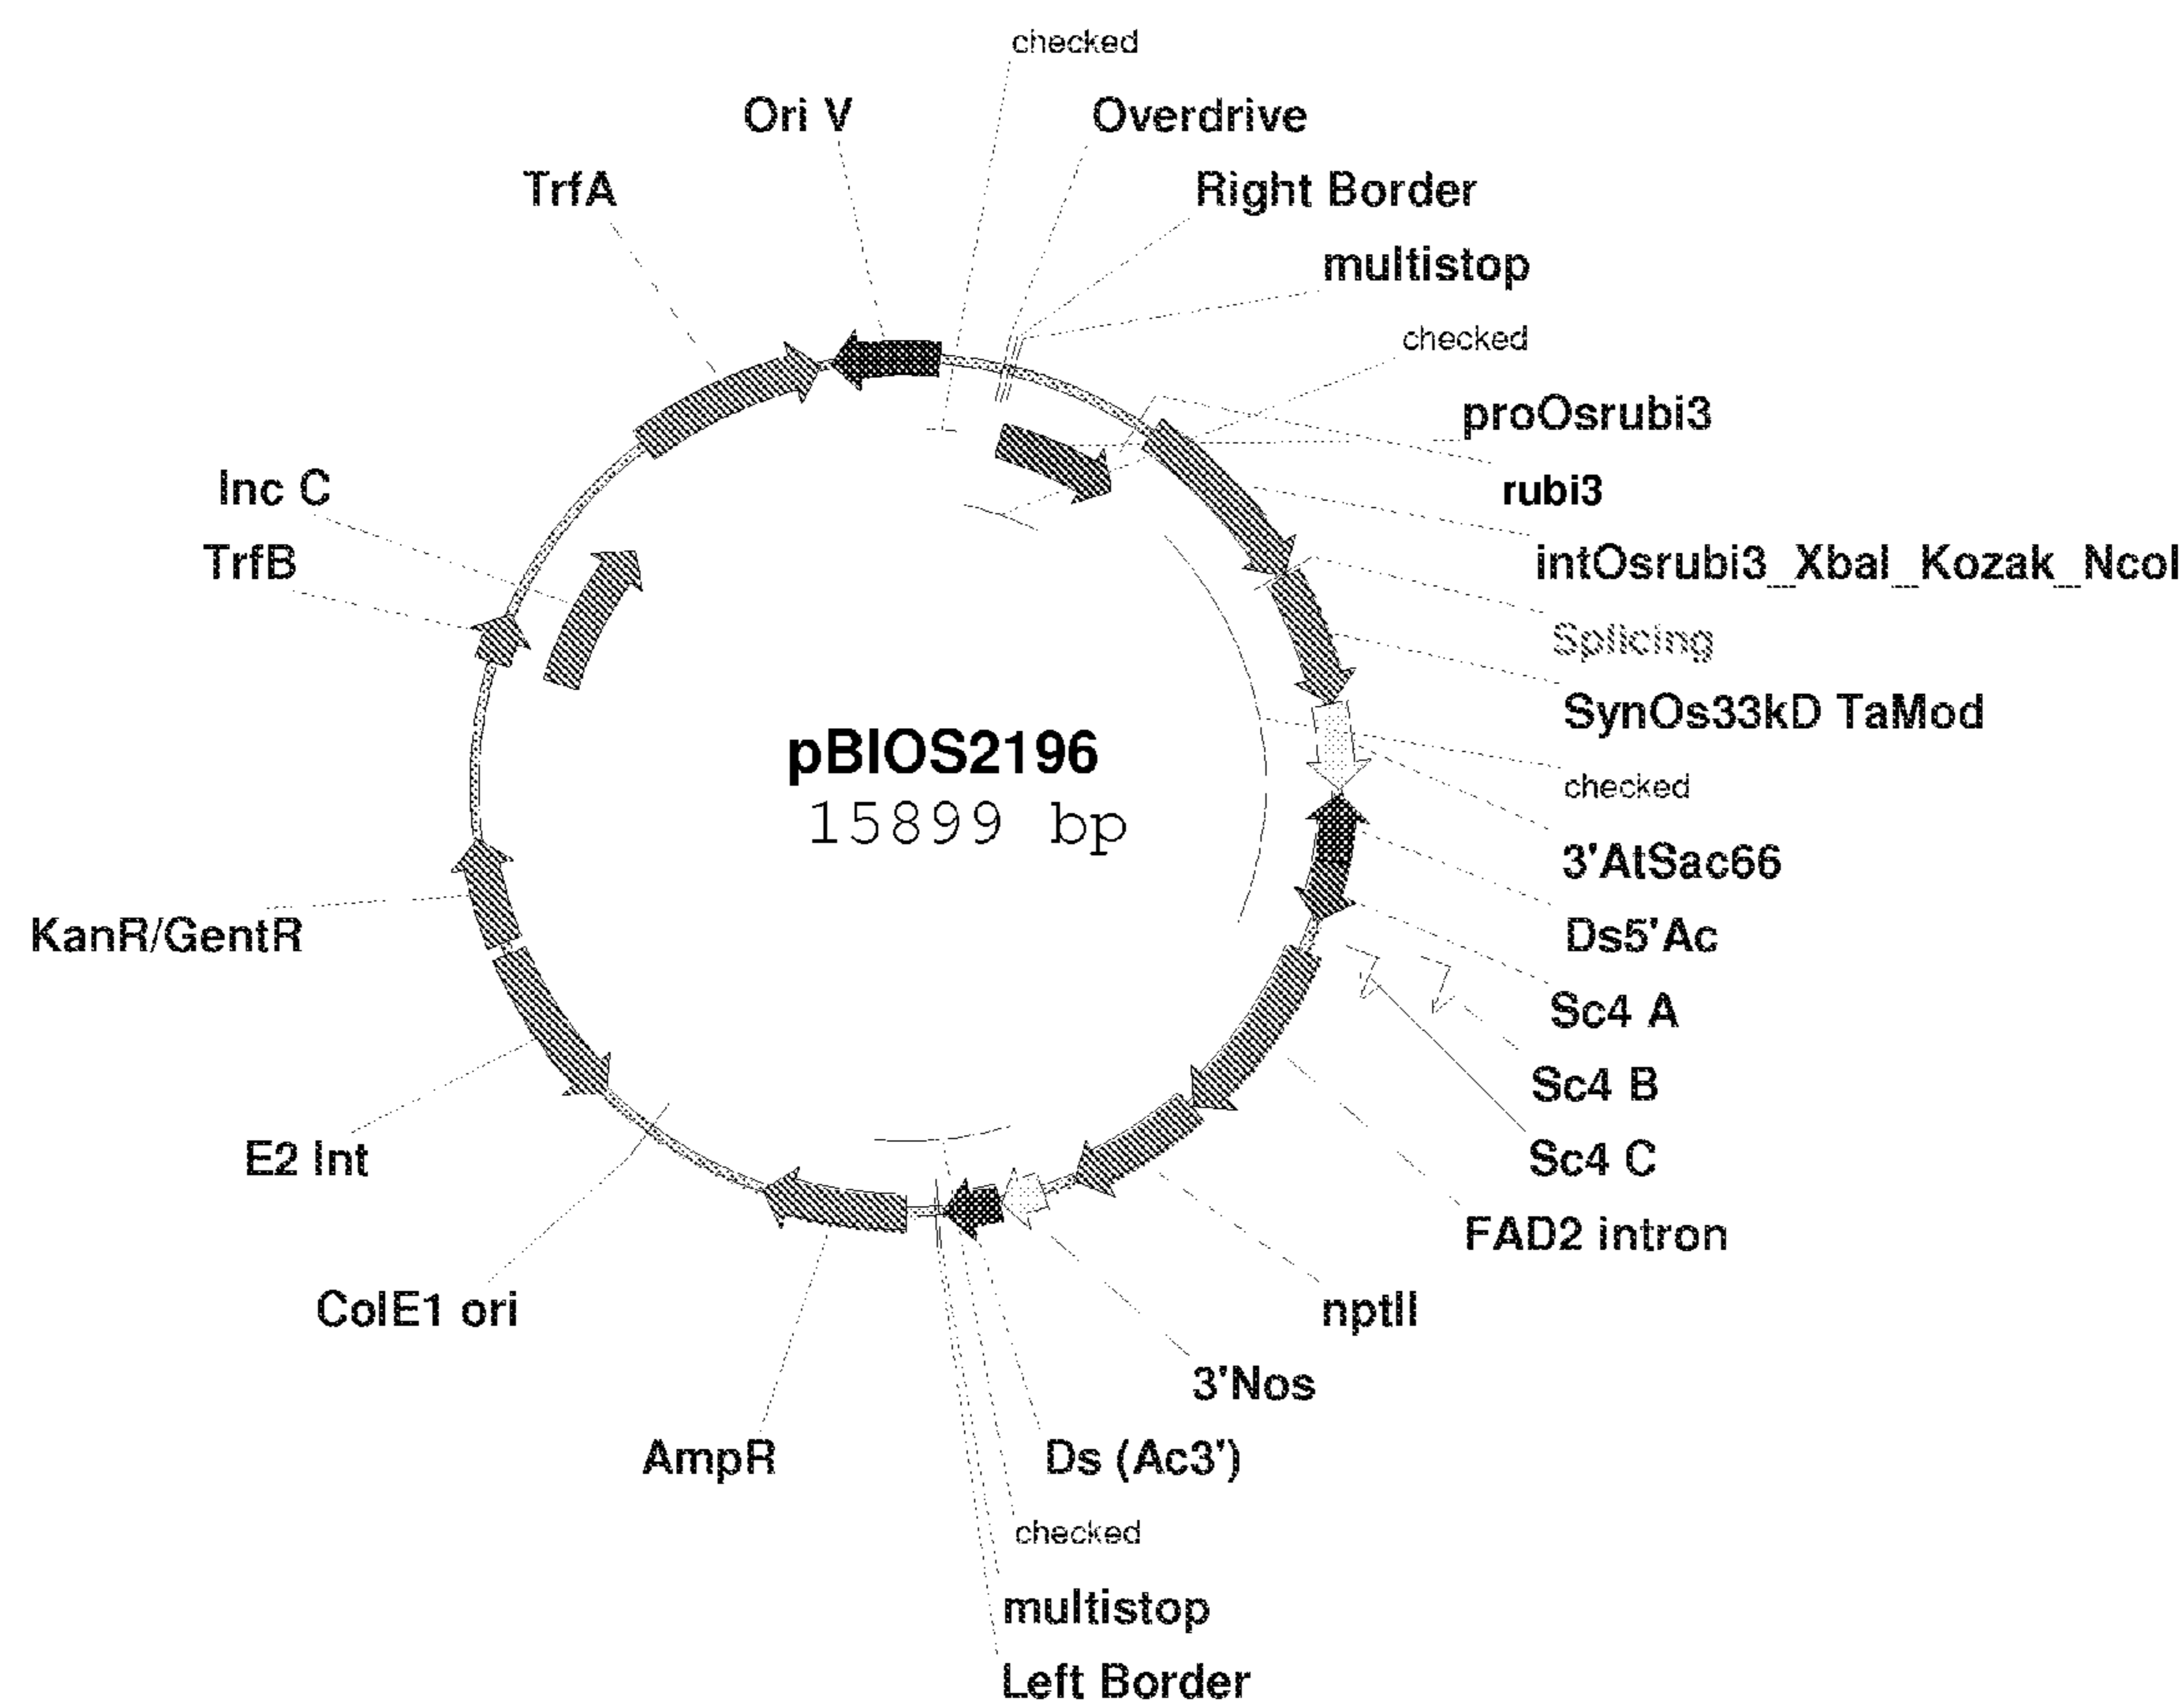 checked
Ori V
Overdrive
TrfA
Right Border
multistop
checked
proOsrubi3
Inc C
rubi3
TrfB
intOsrubi3_XbaI_Kozak_NcoI
Splicing
SynOs33kD TaMod
pBIOS2196
checked
15899 bp
3'AtSac66
KanR/GentR
Ds5'Ac
Sc4 A
Sc4 B
E2 Int
Sc4 C
FAD2 intron
ColE1 ori
nptII
3'Nos
AmpR
Ds (Ac3')
checked
multistop
Left Border